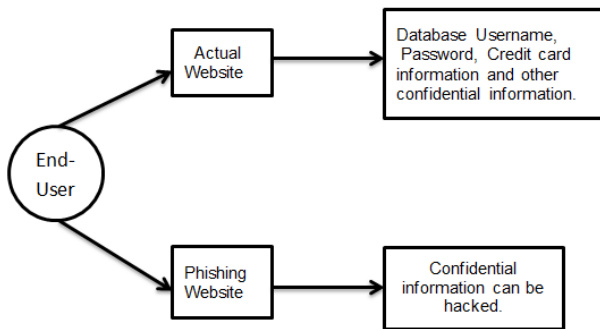 Actual
Website
Database Username,
Password, Credit card
information and other
confidential information.
End-
User
Phishing
Website
Confidential
information can be
hacked.